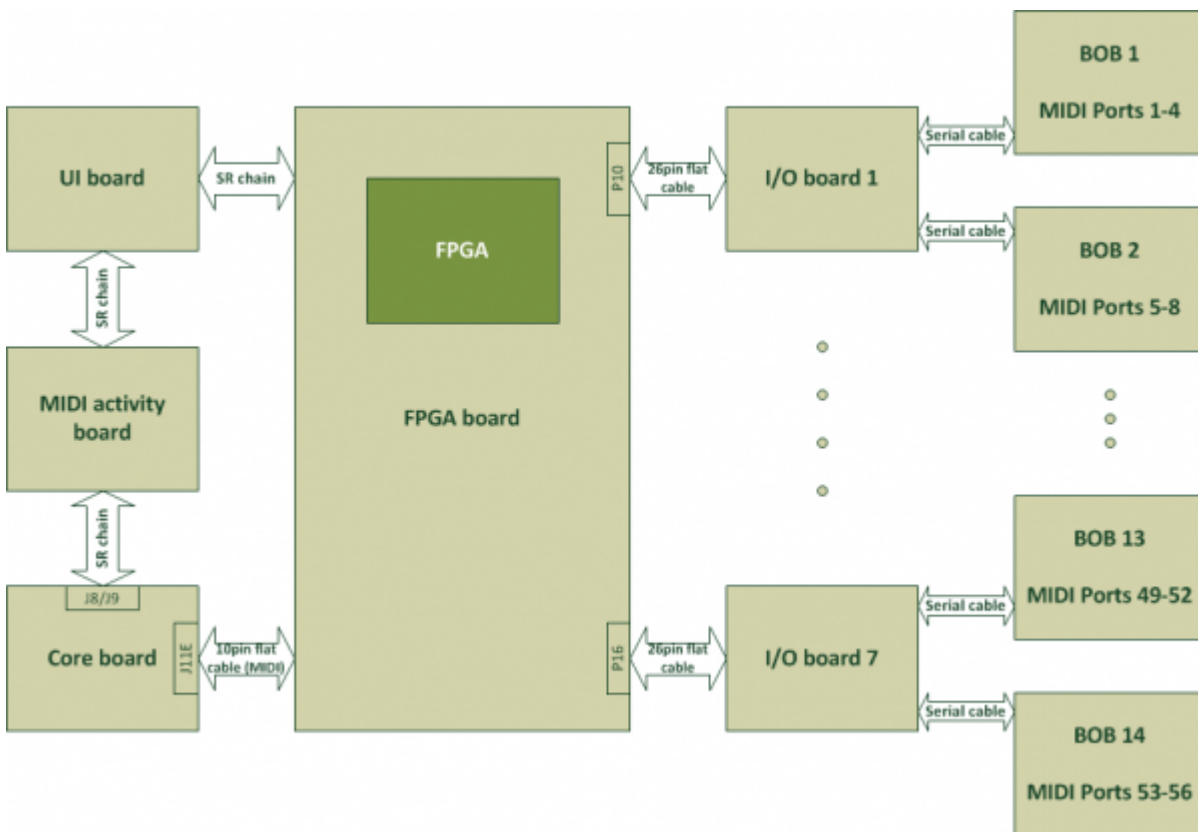 BOB 1
MIDI Ports 1-4
UI board
SR chain
P10
26pin flat
cable
I/O board 1
Serial cable
Serial cable
FPGA
BOB 2
MIDI Ports 5-8
SR chain
MIDI activity
board
FPGA board
SR chain
J8/J9
Core board
J11E
10pin flat
cable (MIDI)
P16
26pin flat
cable
I/O board 7
Serial cable
Serial cable
BOB 13
MIDI Ports 49-52
BOB 14
MIDI Ports 53-56